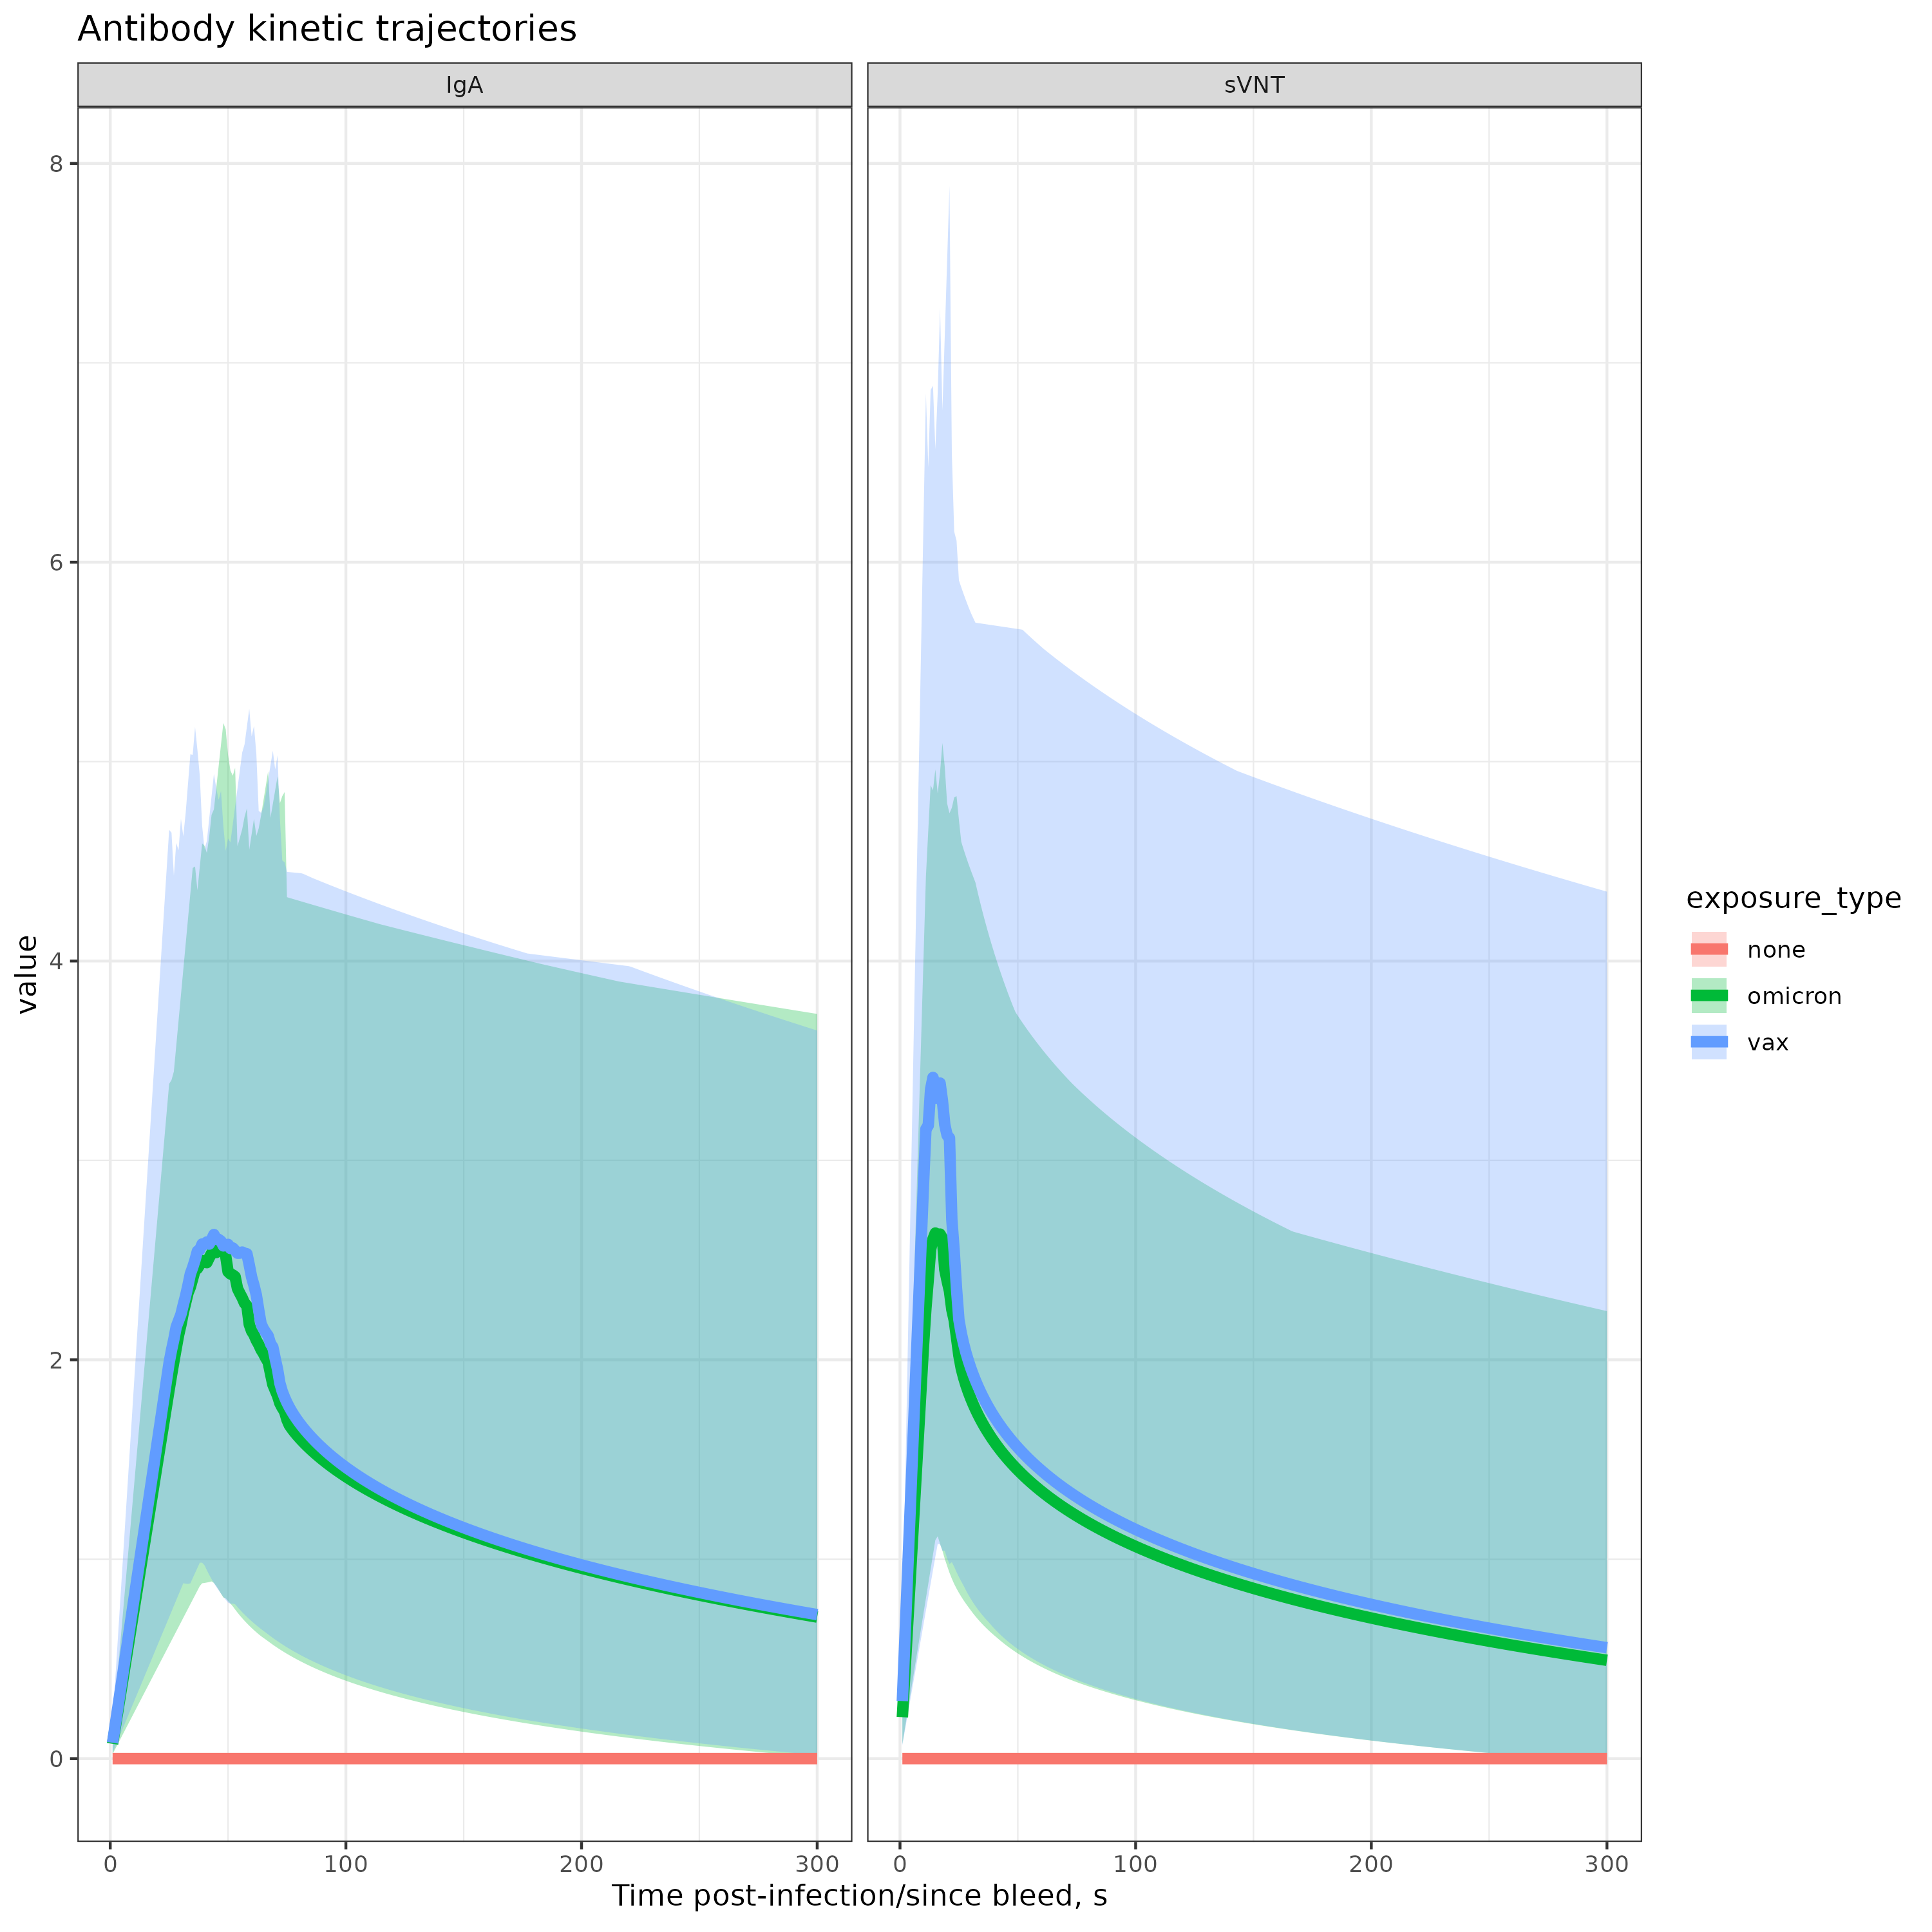 Antibody kinetic trajectories
IgA
sVNT
8
6
4
2
0
value
0 100 200 300
0 100 200 300
Time post-infection/since bleed, s
exposure_type
none
omicron
vax